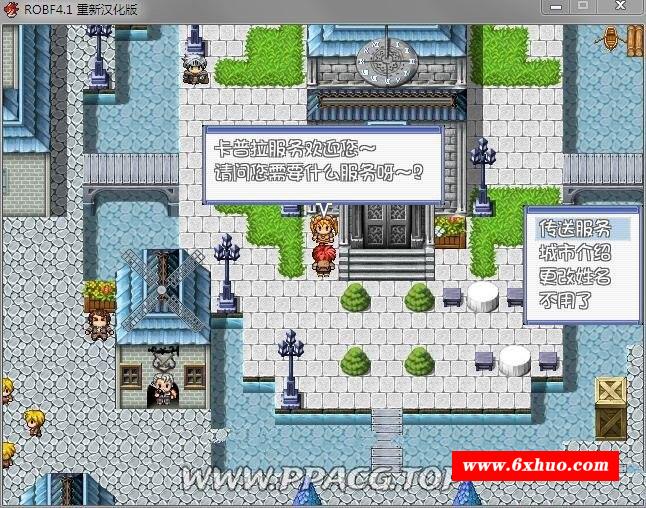 ROBF4.1 重新汉化版
卡普拉服务欢迎您～
请问您需要什么服务呀～?
传送服务
城市介绍
更改姓名
不用了
WWW.PPACG.TOP
www.6xhuo.com